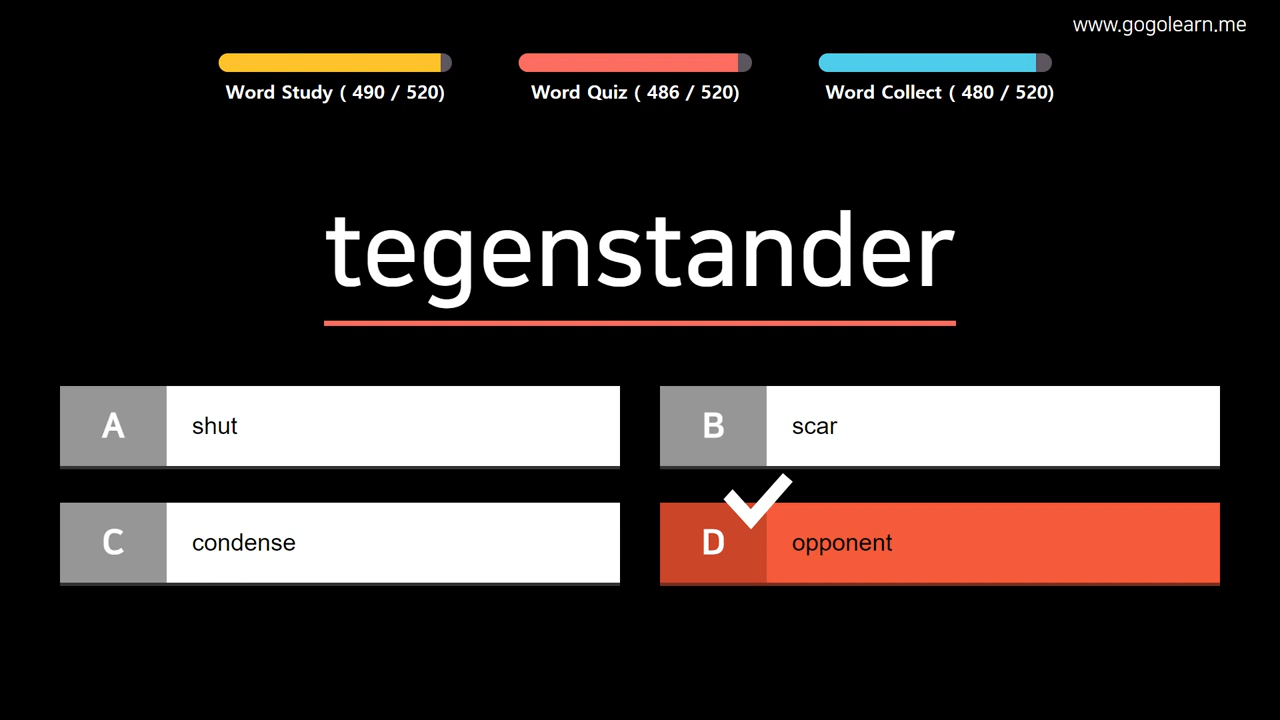 www.gogolearn.me
Word Study ( 490 / 520)
Word Quiz ( 486 / 520)
Word Collect ( 480 / 520)
tegenstander
A shut
B scar
C condense
D opponent